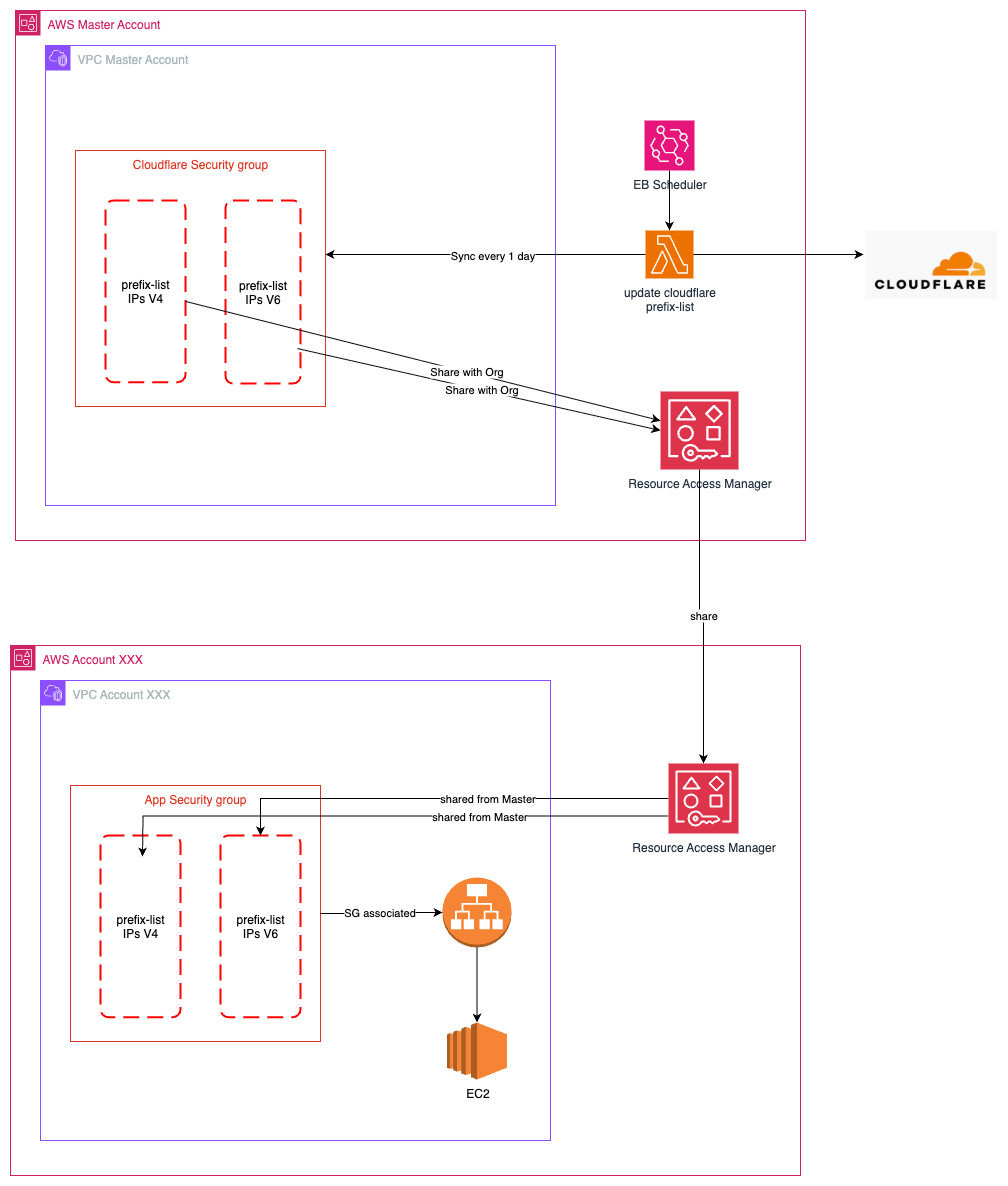 AWS Master Account
VPC Master Account
Cloudflare Security group
prefix-list
IPs V4
prefix-list
IPs V6
EB Scheduler
Sync every 1 day
update cloudflare
prefix-list
CLOUDFLARE
Share with Org
Share with Org
Resource Access Manager
share
AWS Account XXX
VPC Account XXX
App Security group
shared from Master
shared from Master
Resource Access Manager
prefix-list
IPs V4
prefix-list
IPs V6
SG associated
EC2